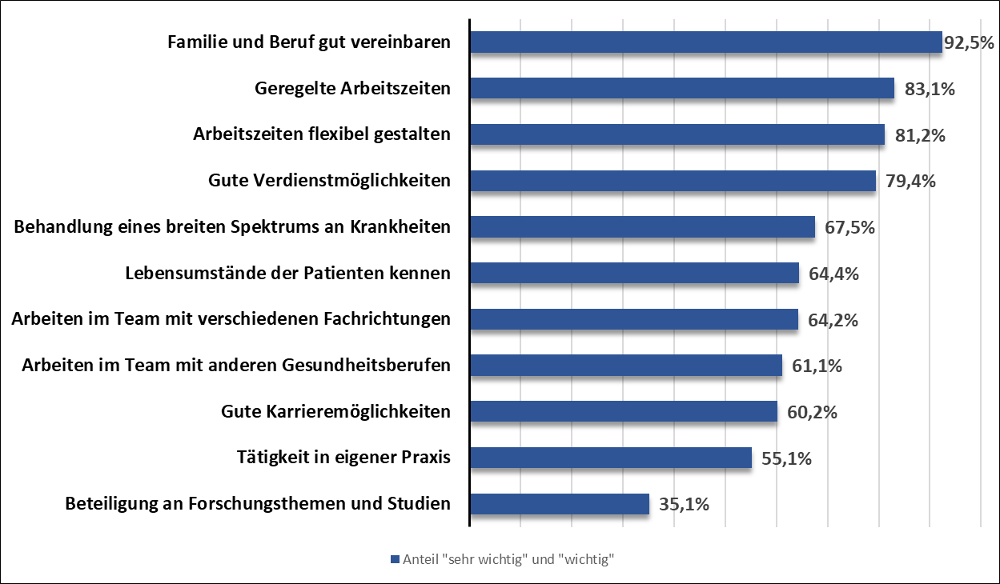 Familie und Beruf gut vereinbaren 92,5%
Geregelte Arbeitszeiten 83,1%
Arbeitszeiten flexibel gestalten 81,2%
Gute Verdienstmöglichkeiten 79,4%
Behandlung eines breiten Spektrums an Krankheiten 67,5%
Lebensumstände der Patienten kennen 64,4%
Arbeiten im Team mit verschiedenen Fachrichtungen 64,2%
Arbeiten im Team mit anderen Gesundheitsberufen 61,1%
Gute Karrieremöglichkeiten 60,2%
Tätigkeit in eigener Praxis 55,1%
Beteiligung an Forschungsthemen und Studien 35,1%
Anteil "sehr wichtig" und "wichtig"